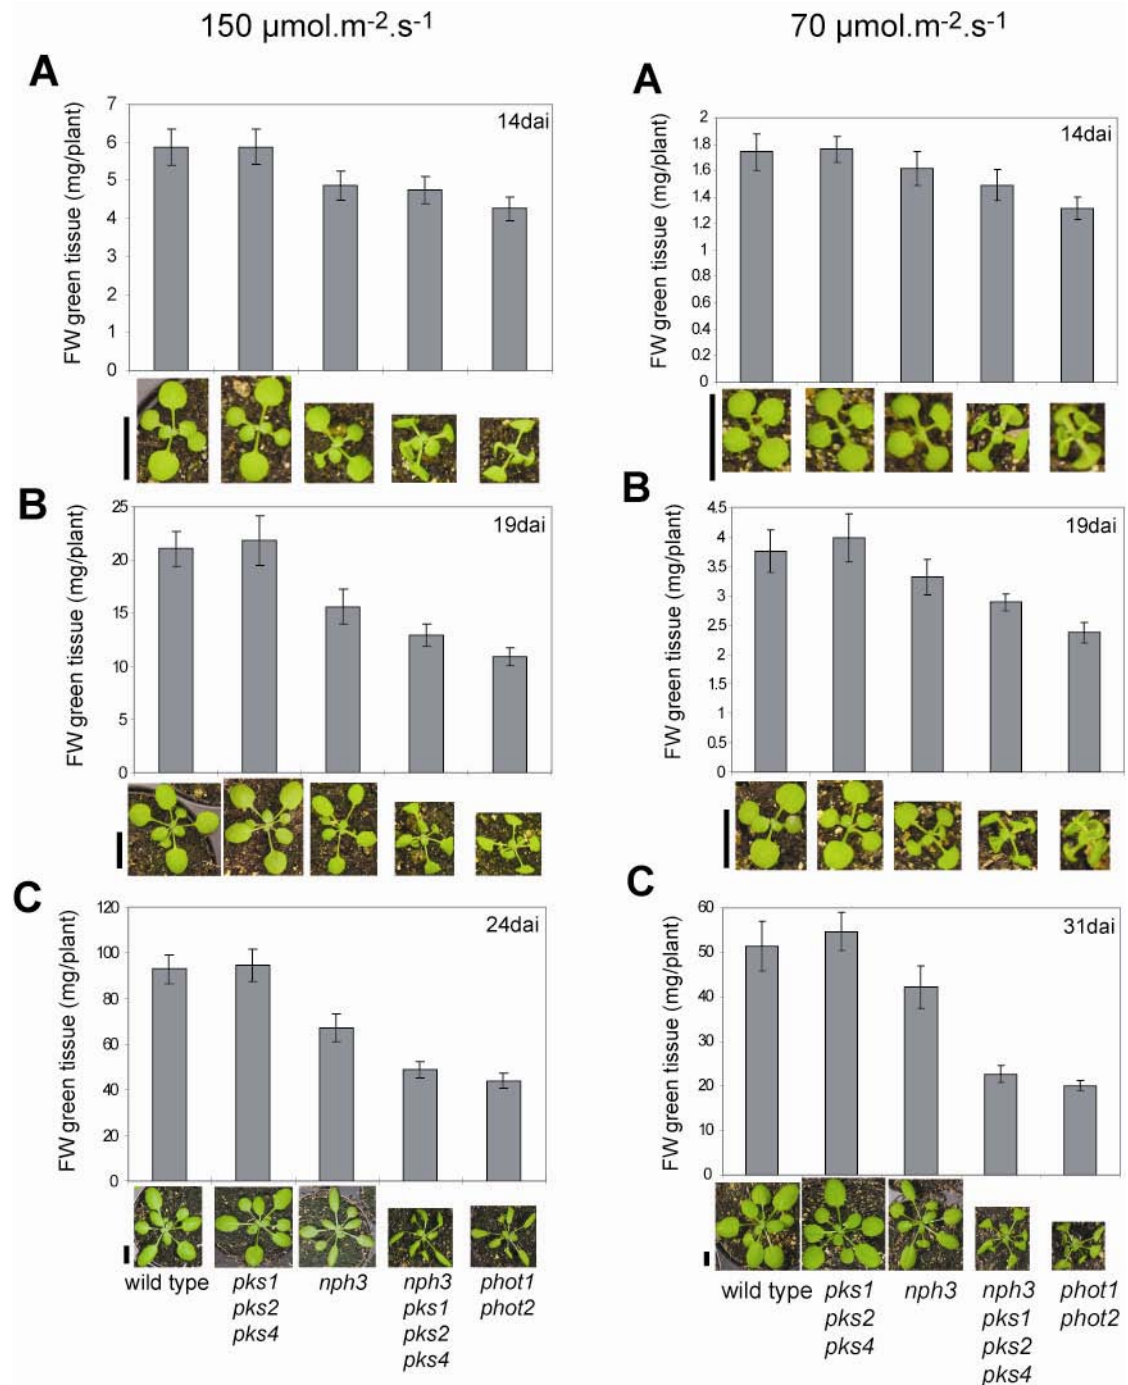 150 µmol.m-2.s-1
A
FW green tissue (mg/plant)
7
6
5
4
3
2
1
0
14dai
B
FW green tissue (mg/plant)
25
20
15
10
5
0
19dai
C
FW green tissue (mg/plant)
120
100
80
60
40
20
0
24dai
wild type
pks1
pks2
pks4
nph3
nph3
pks1
pks2
pks4
phot1
phot2
70 µmol.m-2.s-1
A
FW green tissue (mg/plant)
2
1.8
1.6
1.4
1.2
1
0.8
0.6
0.4
0.2
0
14dai
B
FW green tissue (mg/plant)
4.5
4
3.5
3
2.5
2
1.5
1
0.5
0
19dai
C
FW green tissue (mg/plant)
60
50
40
30
20
10
0
31dai
wild type
pks1
pks2
pks4
nph3
nph3
pks1
pks2
pks4
phot1
phot2